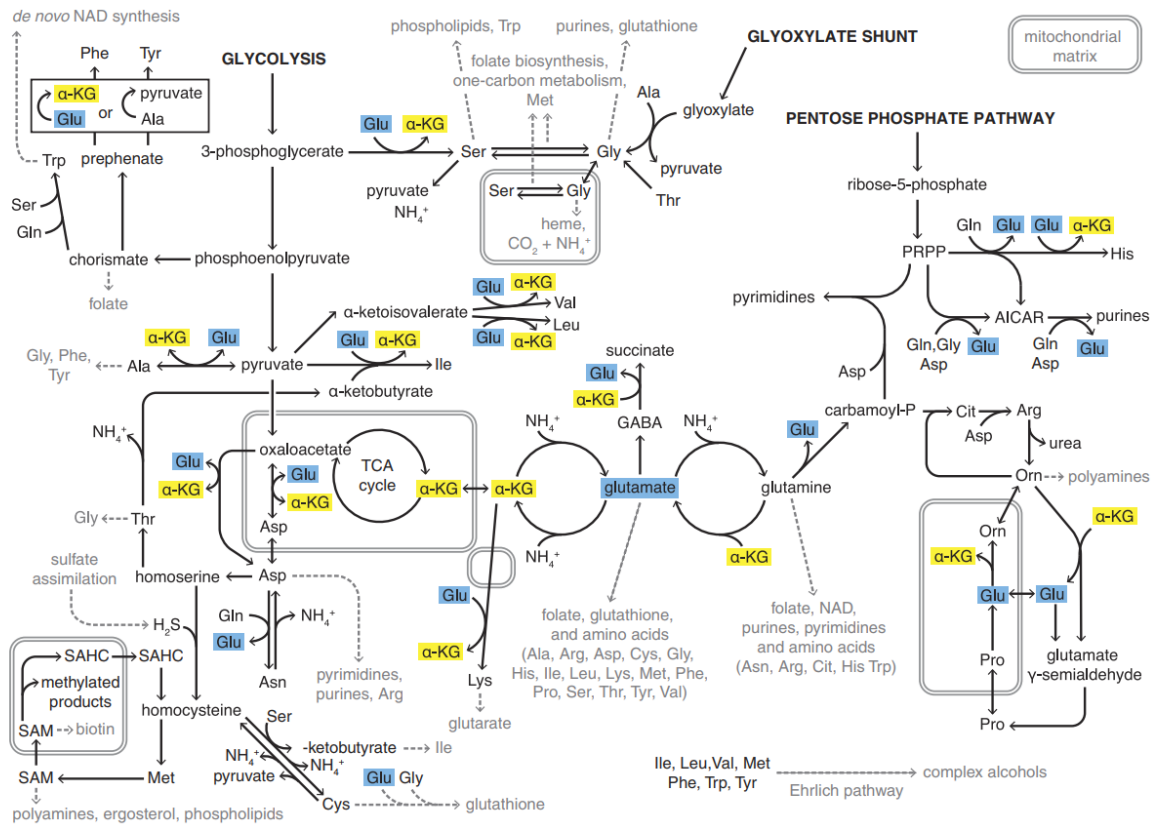 de novo NAD synthesis
phospholipids, Trp
purines, glutathione
GLYOXYLATE SHUNT
mitochondrial
matrix
Phe
Tyr
GLYCOLYSIS
folate biosynthesis,
one-carbon metabolism,
Met
Ala
glyoxylate
α-KG
Glu
or
pyruvate
Ala
PENTOSE PHOSPHATE PATHWAY
Glu
α-KG
Trp
prephenate
3-phosphoglycerate
Ser
Gly
pyruvate
pyruvate
NH₄⁺
Ser
Gly
Thr
ribose-5-phosphate
Ser
Gln
heme,
CO₂ + NH₄⁺
Gln
Glu
Glu
α-KG
chorismate
phosphoenolpyruvate
PRPP
His
folate
Glu
α-KG
α-ketoisovalerate
Val
Leu
Glu
α-KG
pyrimidines
AICAR
purines
α-KG
Glu
Glu
α-KG
Gln,Gly
Asp
Glu
Gln
Asp
Glu
Gly, Phe,
Tyr
Ala
pyruvate
Ile
succinate
Glu
α-KG
GABA
Asp
α-ketobutyrate
carbamoyl-P
Cit
Asp
Arg
urea
NH₄⁺
oxaloacetate
Glu
α-KG
Glu
α-KG
TCA
cycle
α-KG
α-KG
NH₄⁺
NH₄⁺
glutamate
NH₄⁺
Glu
glutamine
α-KG
Orn
polyamines
Gly
Thr
Asp
Orn
α-KG
α-KG
sulfate
assimilation
homoserine
Asp
Glu
Glu
Glu
H₂S
Gln
Glu
NH₄⁺
α-KG
folate, glutathione,
and amino acids
(Ala, Arg, Asp, Cys, Gly,
His, Ile, Leu, Lys, Met, Phe,
Pro, Ser, Thr, Tyr, Val)
folate, NAD,
purines, pyrimidines
and amino acids
(Asn, Arg, Cit, His Trp)
SAHC
SAHC
methylated
products
Asn
pyrimidines,
purines, Arg
Lys
glutarate
Pro
glutamate
γ-semialdehyde
Pro
SAM
biotin
homocysteine
Ser
-ketobutyrate
Ile
NH₄⁺
NH₄⁺
pyruvate
SAM
Met
Glu
Gly
Cys
glutathione
polyamines, ergosterol, phospholipids
Ile, Leu,Val, Met
Phe, Trp, Tyr
Ehrlich pathway
complex alcohols